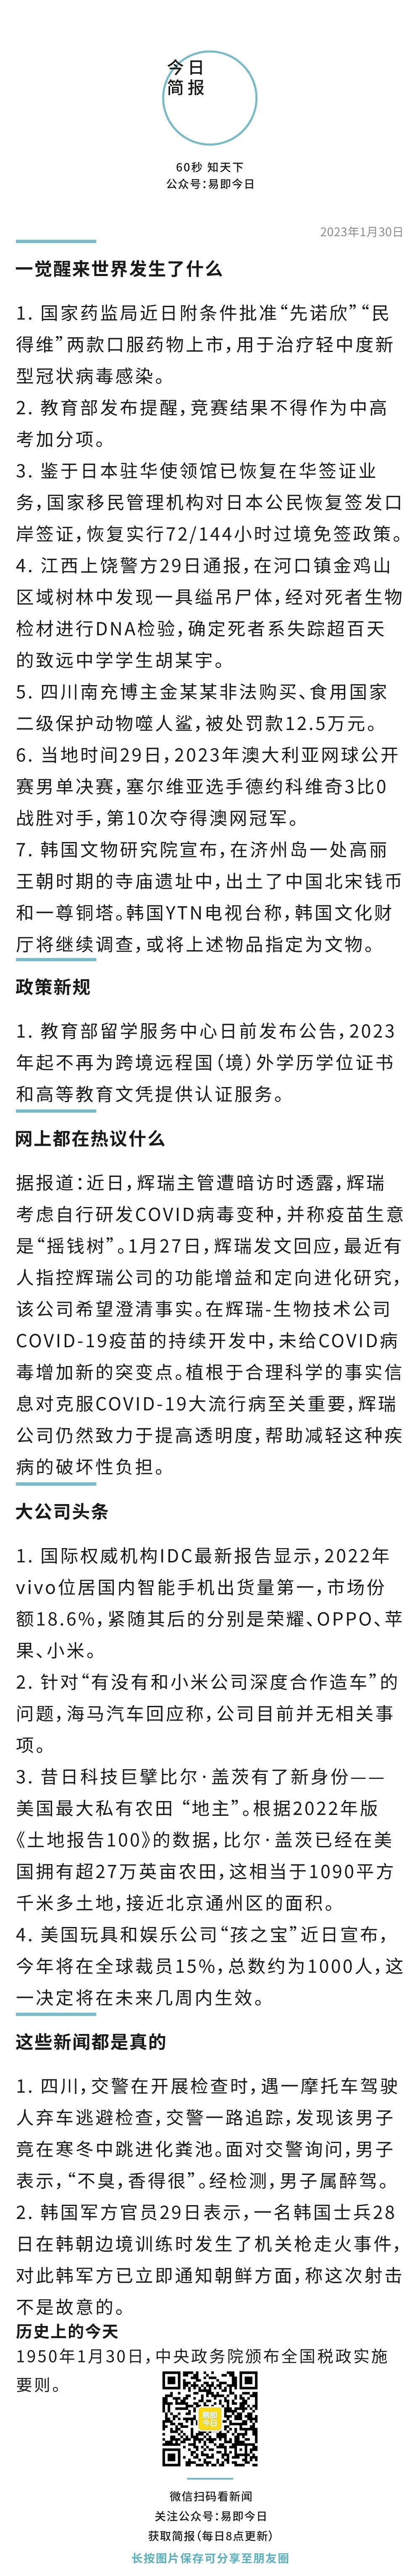 今日
简报
60秒 知天下
公众号：易即今日
2023年1月30日
一觉醒来世界发生了什么
1. 国家药监局近日附条件批准“先诺欣”“民
得维”两款口服药物上市，用于治疗轻中度新
型冠状病毒感染。
2. 教育部发布提醒，竞赛结果不得作为中高
考加分项。
3. 鉴于日本驻华使领馆已恢复在华签证业
务，国家移民管理机构对日本公民恢复签发口
岸签证，恢复实行72/144小时过境免签政策。
4. 江西上饶警方29日通报，在河口镇金鸡山
区域树林中发现一具缢吊尸体，经对死者生物
检材进行DNA检验，确定死者系失踪超百天
的致远中学学生胡某宇。
5. 四川南充博主金某某非法购买、食用国家
二级保护动物噬人鲨，被处罚款12.5万元。
6. 当地时间29日，2023年澳大利亚网球公开
赛男单决赛，塞尔维亚选手德约科维奇3比0
战胜对手，第10次夺得澳网冠军。
7. 韩国文物研究院宣布，在济州岛一处高丽
王朝时期的寺庙遗址中，出土了中国北宋钱币
和一尊铜塔。韩国YTN电视台称，韩国文化财
厅将继续调查，或将上述物品指定为文物。
政策新规
1. 教育部留学服务中心日前发布公告，2023
年起不再为跨境远程国（境）外学历学位证书
和高等教育文凭提供认证服务。
网上都在热议什么
据报道：近日，辉瑞主管遭暗访时透露，辉瑞
考虑自行研发COVID病毒变种，并称疫苗生意
是“摇钱树”。1月27日，辉瑞发文回应，最近有
人指控辉瑞公司的功能增益和定向进化研究，
该公司希望澄清事实。在辉瑞-生物技术公司
COVID-19疫苗的持续开发中，未给COVID病
毒增加新的突变点。植根于合理科学的事实信
息对克服COVID-19大流行病至关重要，辉瑞
公司仍然致力于提高透明度，帮助减轻这种疾
病的破坏性负担。
大公司头条
1. 国际权威机构IDC最新报告显示，2022年
vivo位居国内智能手机出货量第一，市场份
额18.6%，紧随其后的分别是荣耀、OPPO、苹
果、小米。
2. 针对“有没有和小米公司深度合作造车”的
问题，海马汽车回应称，公司目前并无相关事
项。
3. 昔日科技巨擘比尔·盖茨有了新身份——
美国最大私有农田 “地主”。根据2022年版
《土地报告100》的数据，比尔·盖茨已经在美
国拥有超27万英亩农田，这相当于1090平方
千米多土地，接近北京通州区的面积。
4. 美国玩具和娱乐公司“孩之宝”近日宣布，
今年将在全球裁员15%，总数约为1000人，这
一决定将在未来几周内生效。
这些新闻都是真的
1. 四川，交警在开展检查时，遇一摩托车驾驶
人弃车逃避检查，交警一路追踪，发现该男子
竟在寒冬中跳进化粪池。面对交警询问，男子
表示，“不臭，香得很”。经检测，男子属醉驾。
2. 韩国军方官员29日表示，一名韩国士兵28
日在韩朝边境训练时发生了机关枪走火事件，
对此韩军方已立即通知朝鲜方面，称这次射击
不是故意的。
历史上的今天
1950年1月30日，中央政务院颁布全国税政实施
要则。
易即
今日
微信扫码看新闻
关注公众号：易即今日
获取简报（每日8点更新）
长按图片保存可分享至朋友圈